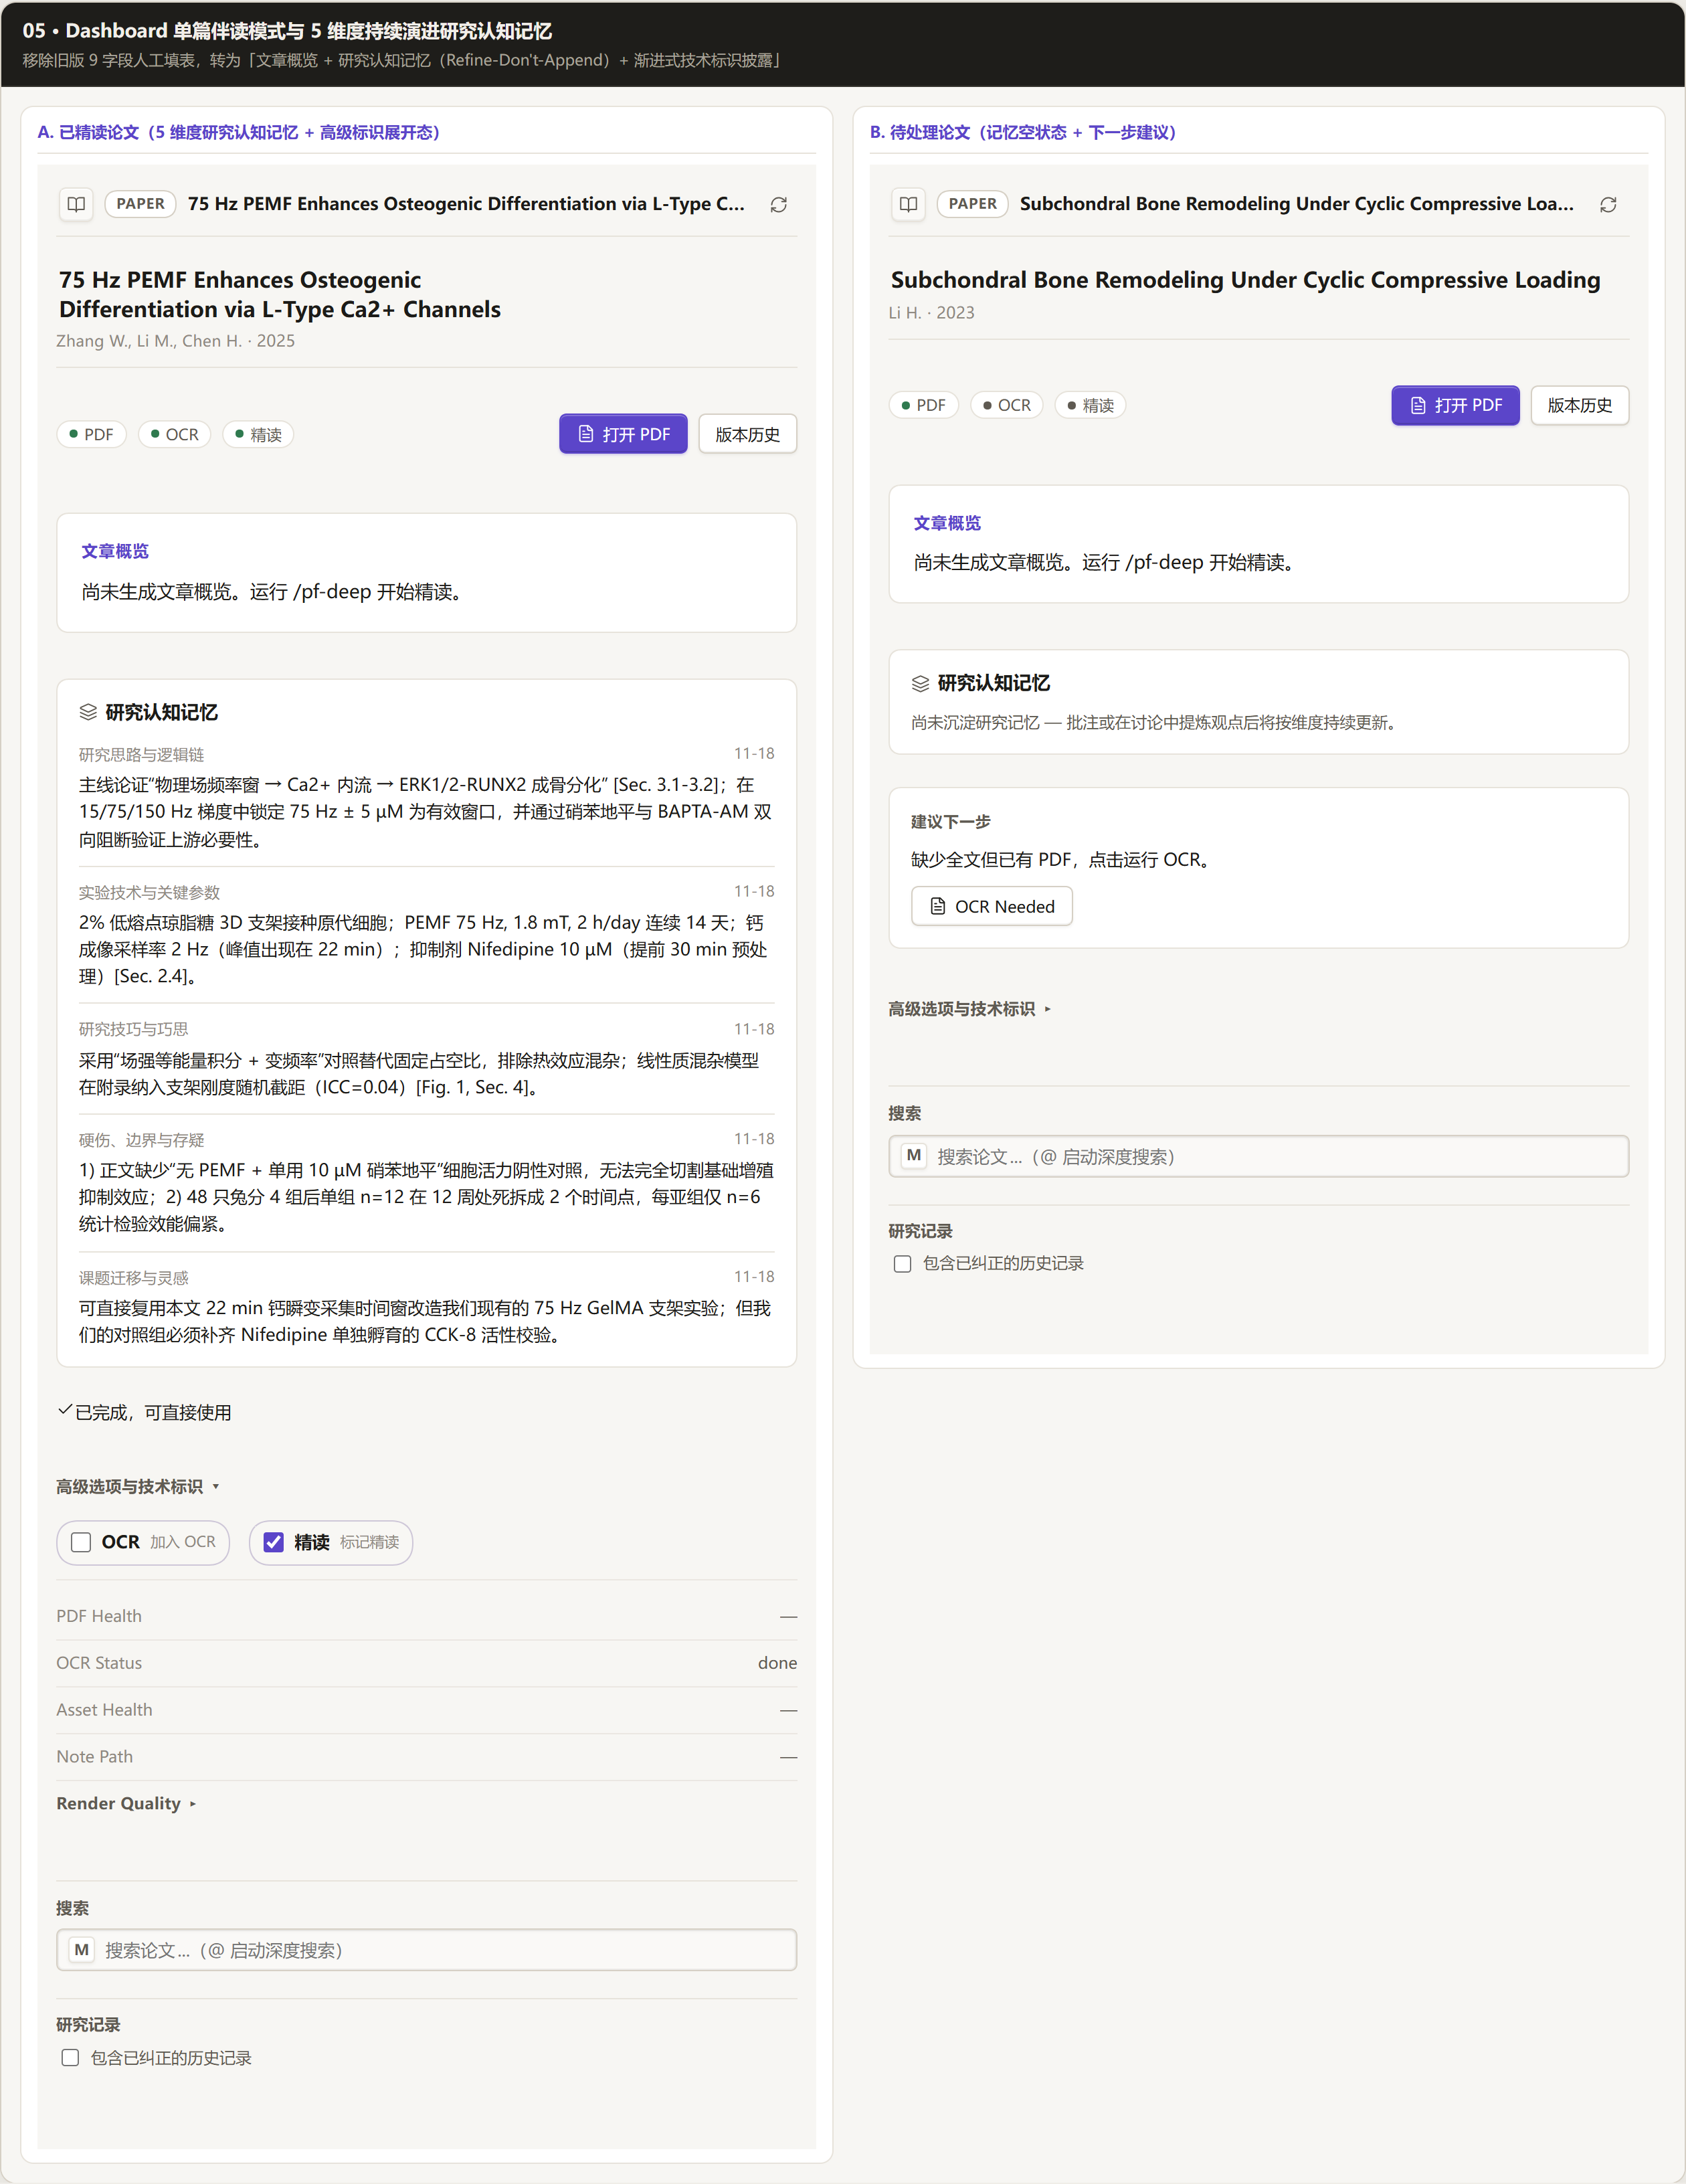 05 • Dashboard 单篇伴读模式与 5 维度持续演进研究认知记忆
移除旧版 9 字段人工填表，转为「文章概览 + 研究认知记忆（Refine-Don't-Append）+ 渐进式技术标识披露」
A. 已精读论文（5 维度研究认知记忆 + 高级标识展开态）
PAPER 75 Hz PEMF Enhances Osteogenic Differentiation via L-Type C...
75 Hz PEMF Enhances Osteogenic
Differentiation via L-Type Ca2+ Channels
Zhang W., Li M., Chen H. · 2025
PDF OCR 精读 打开 PDF 版本历史
文章概览
尚未生成文章概览。运行 /pf-deep 开始精读。
研究认知记忆
研究思路与逻辑链 11-18
主线论证“物理场频率窗 → Ca2+ 内流 → ERK1/2-RUNX2 成骨分化” [Sec. 3.1-3.2]；在
15/75/150 Hz 梯度中锁定 75 Hz ± 5 μM 为有效窗口，并通过硝苯地平与 BAPTA-AM 双
向阻断验证上游必要性。
实验技术与关键参数 11-18
2% 低熔点琼脂糖 3D 支架接种原代细胞；PEMF 75 Hz, 1.8 mT, 2 h/day 连续 14 天；钙
成像采样率 2 Hz（峰值出现在 22 min）；抑制剂 Nifedipine 10 μM（提前 30 min 预处
理）[Sec. 2.4]。
研究技巧与巧思 11-18
采用“场强等能量积分 + 变频率”对照替代固定占空比，排除热效应混杂；线性质混杂模型
在附录纳入支架刚度随机截距（ICC=0.04）[Fig. 1, Sec. 4]。
硬伤、边界与存疑 11-18
1) 正文缺少“无 PEMF + 单用 10 μM 硝苯地平”细胞活力阴性对照，无法完全切割基础增殖
抑制效应；2) 48 只兔分 4 组后单组 n=12 在 12 周处死拆成 2 个时间点，每亚组仅 n=6
统计检验效能偏紧。
课题迁移与灵感 11-18
可直接复用本文 22 min 钙瞬变采集时间窗改造我们现有的 75 Hz GelMA 支架实验；但我
们的对照组必须补齐 Nifedipine 单独孵育的 CCK-8 活性校验。
✓已完成，可直接使用
高级选项与技术标识 ▾
OCR 加入 OCR 精读 标记精读
PDF Health —
OCR Status done
Asset Health —
Note Path —
Render Quality ▸
搜索
M 搜索论文...（@ 启动深度搜索）
研究记录
包含已纠正的历史记录
B. 待处理论文（记忆空状态 + 下一步建议）
PAPER Subchondral Bone Remodeling Under Cyclic Compressive Loa...
Subchondral Bone Remodeling Under Cyclic Compressive Loading
Li H. · 2023
PDF OCR 精读 打开 PDF 版本历史
文章概览
尚未生成文章概览。运行 /pf-deep 开始精读。
研究认知记忆
尚未沉淀研究记忆 — 批注或在讨论中提炼观点后将按维度持续更新。
建议下一步
缺少全文但已有 PDF，点击运行 OCR。
OCR Needed
高级选项与技术标识 ▸
搜索
M 搜索论文...（@ 启动深度搜索）
研究记录
包含已纠正的历史记录